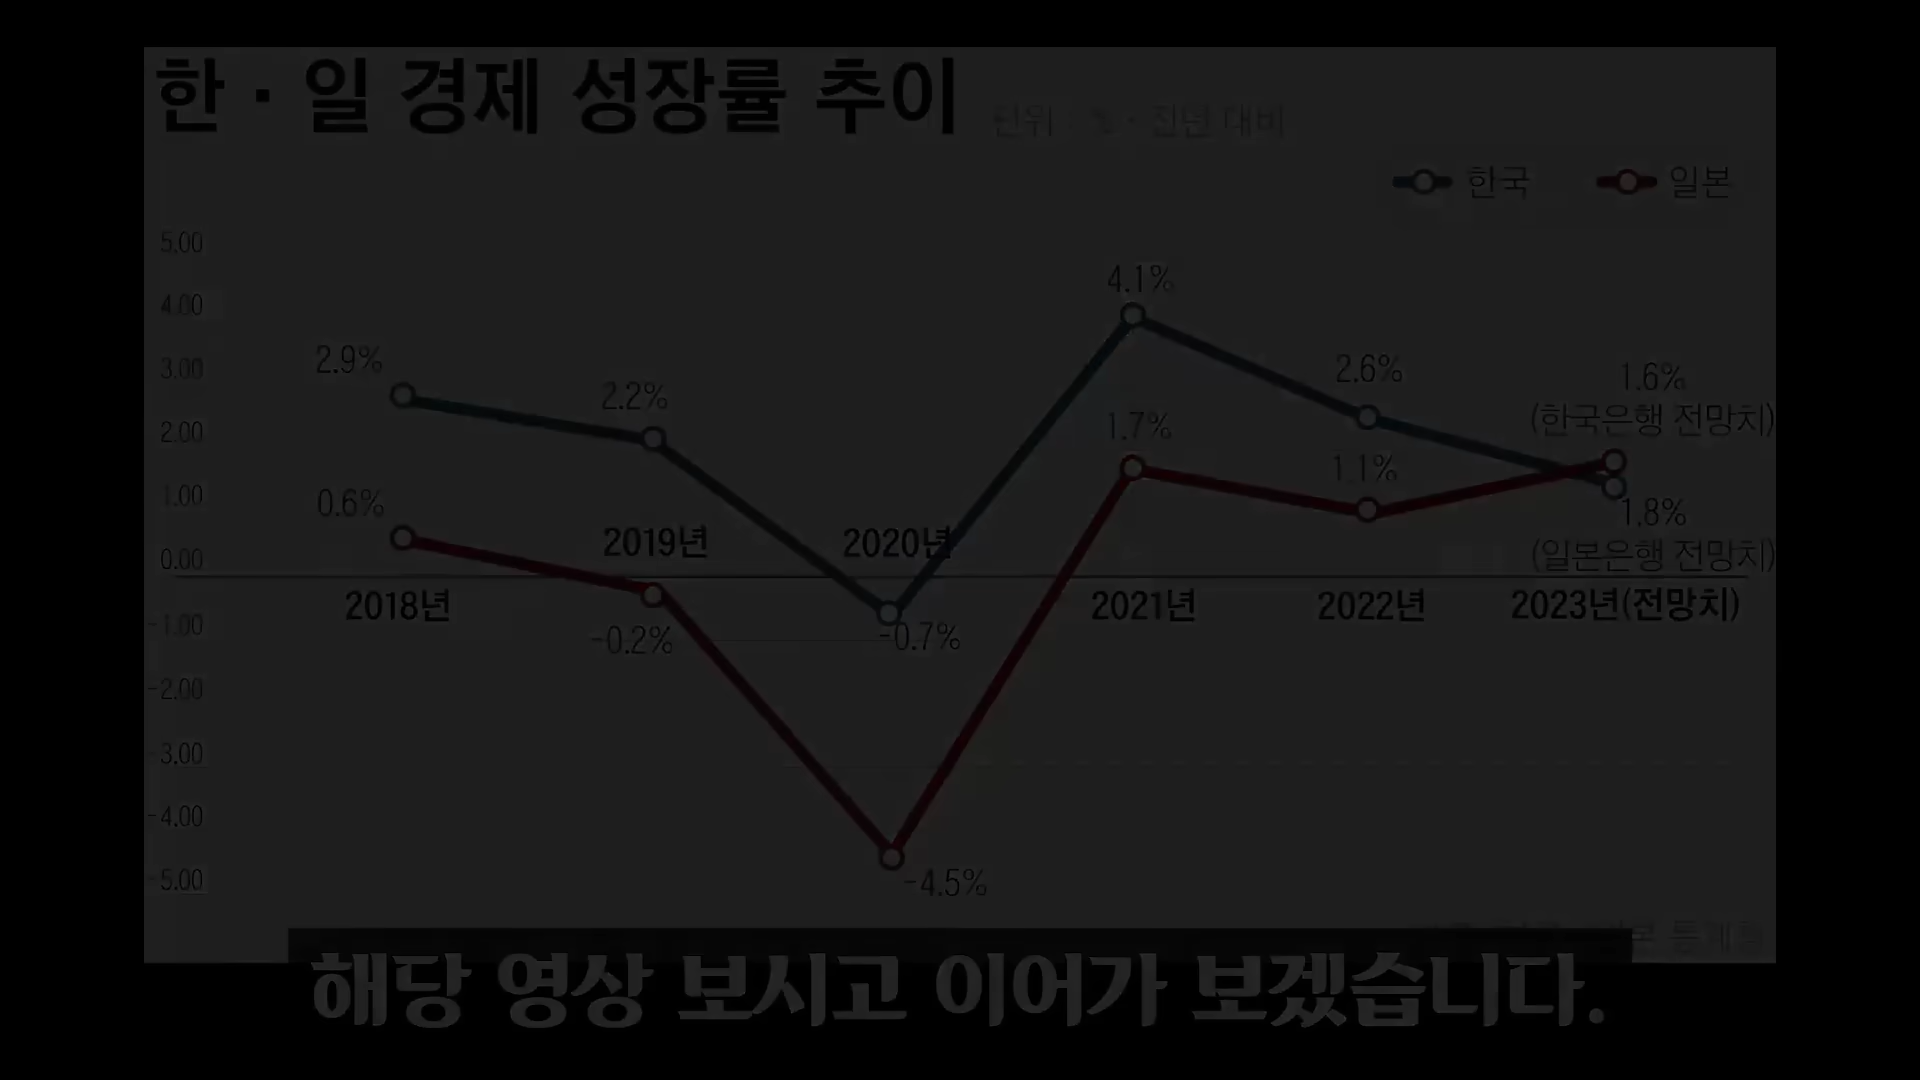 한·일 경제 성장률 추이
단위 : % · 전년 대비
한국 일본
5.00
4.00
3.00
2.00
1.00
0.00
-1.00
-2.00
-3.00
-4.00
-5.00
2.9%
2.2%
-0.7%
4.1%
2.6%
1.6%
(한국은행 전망치)
0.6%
-0.2%
-4.5%
1.7%
1.1%
1.8%
(일본은행 전망치)
2018년
2019년
2020년
2021년
2022년
2023년(전망치)
해당 영상 보시고 이어가 보겠습니다.